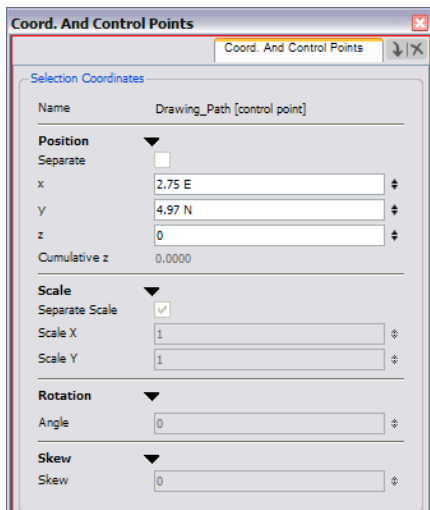 Coord. And Control Points
Coord. And Control Points
Selection Coordinates
Name Drawing_Path [control point]
Position
Separate
x 2.75 E
y 4.97 N
z 0
Cumulative z 0.0000
Scale
Separate Scale
Scale X 1
Scale Y 1
Rotation
Angle 0
Skew
Skew 0